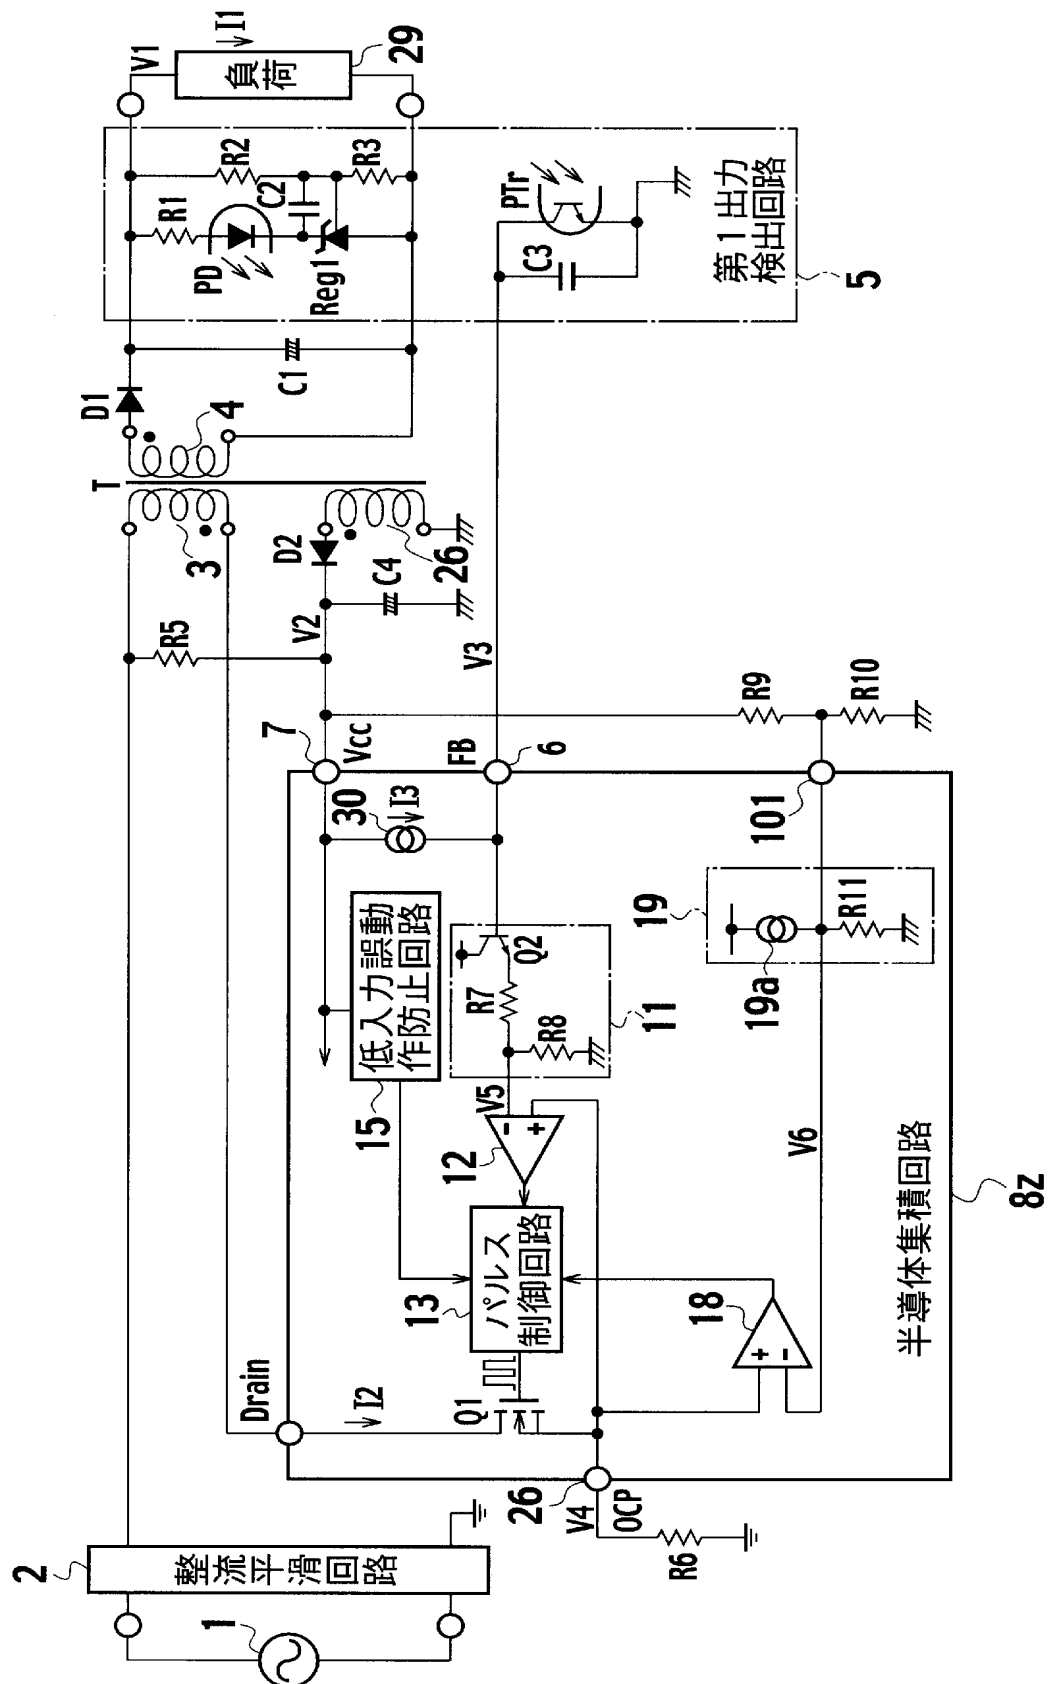 1
2
整流平滑回路
T
3
4
D1
C1
R1
R2
R3
C2
PD
Reg1
V1
I1
負荷
29
PTr
C3
第1出力
検出回路
5
R5
V2
D2
C4
26
V3
7
Vcc
FB
6
Drain
I2
Q1
13
パルス
制御回路
15
低入力誤動
作防止回路
30
I3
12
-
+
V5
R7
R8
Q2
11
26
V4
OCP
R6
18
+
-
V6
19
19a
R11
101
R9
R10
半導体集積回路
8z